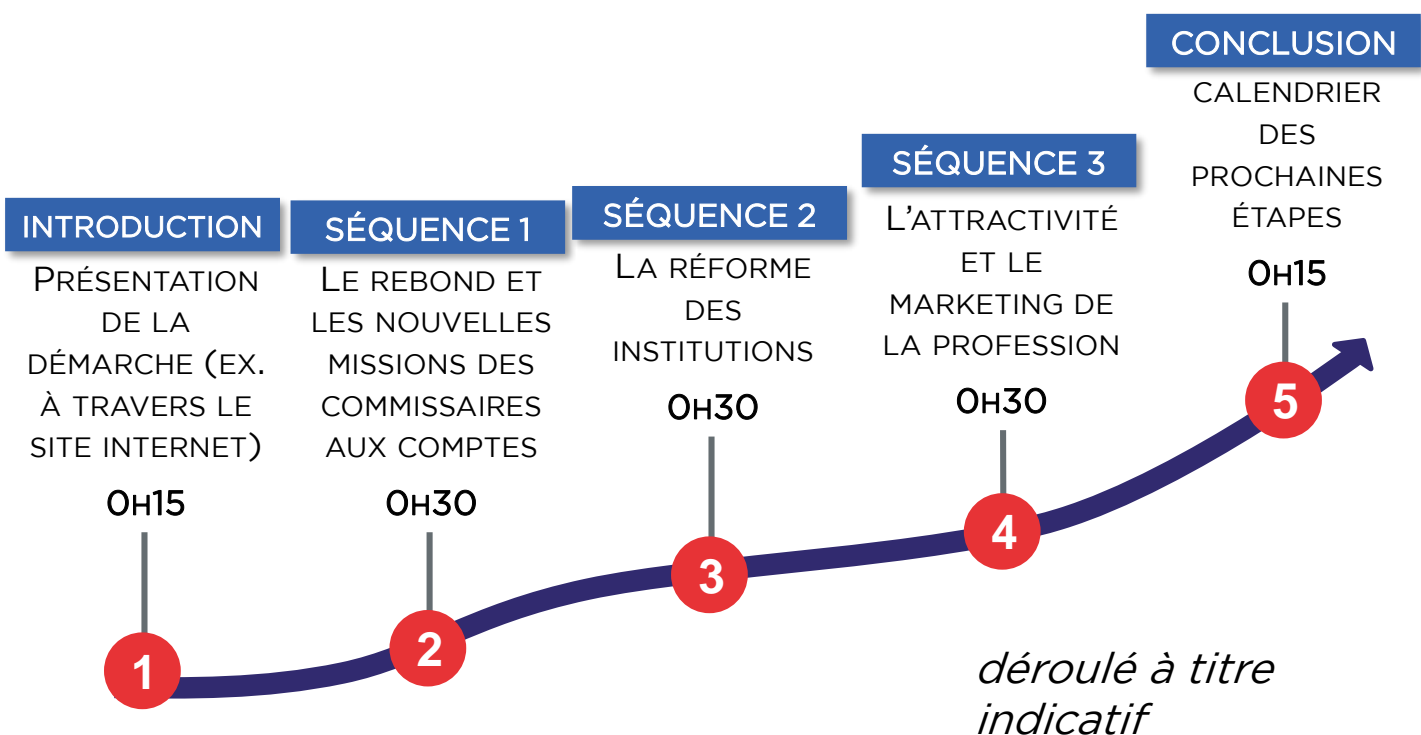 INTRODUCTION
PRÉSENTATION
DE LA
DÉMARCHE (EX.
À TRAVERS LE
SITE INTERNET)
0H15
1
SÉQUENCE 1
LE REBOND ET
LES NOUVELLES
MISSIONS DES
COMMISSAIRES
AUX COMPTES
0H30
2
SÉQUENCE 2
LA RÉFORME
DES
INSTITUTIONS
0H30
3
SÉQUENCE 3
L'ATTRACTIVITÉ
ET LE
MARKETING DE
LA PROFESSION
0H30
4
CONCLUSION
CALENDRIER
DES
PROCHAINES
ÉTAPES
0H15
5
déroulé à titre
indicatif